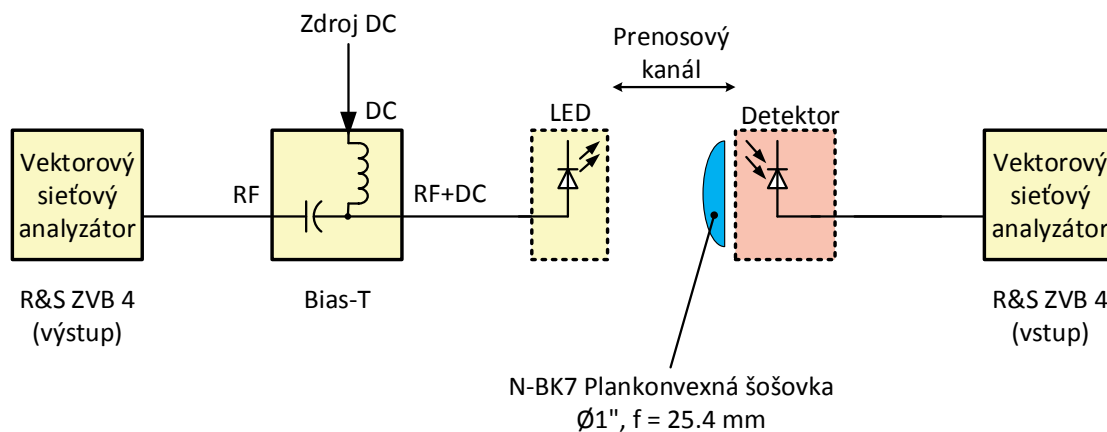 Zdroj DC
DC
Prenosový
kanál
LED
Detektor
Vektorový
sieťový
analyzátor
RF
RF+DC
Vektorový
sieťový
analyzátor
R&S ZVB 4
(výstup)
Bias-T
R&S ZVB 4
(vstup)
N-BK7 Plankonvexná šošovka
Ø1", f = 25.4 mm